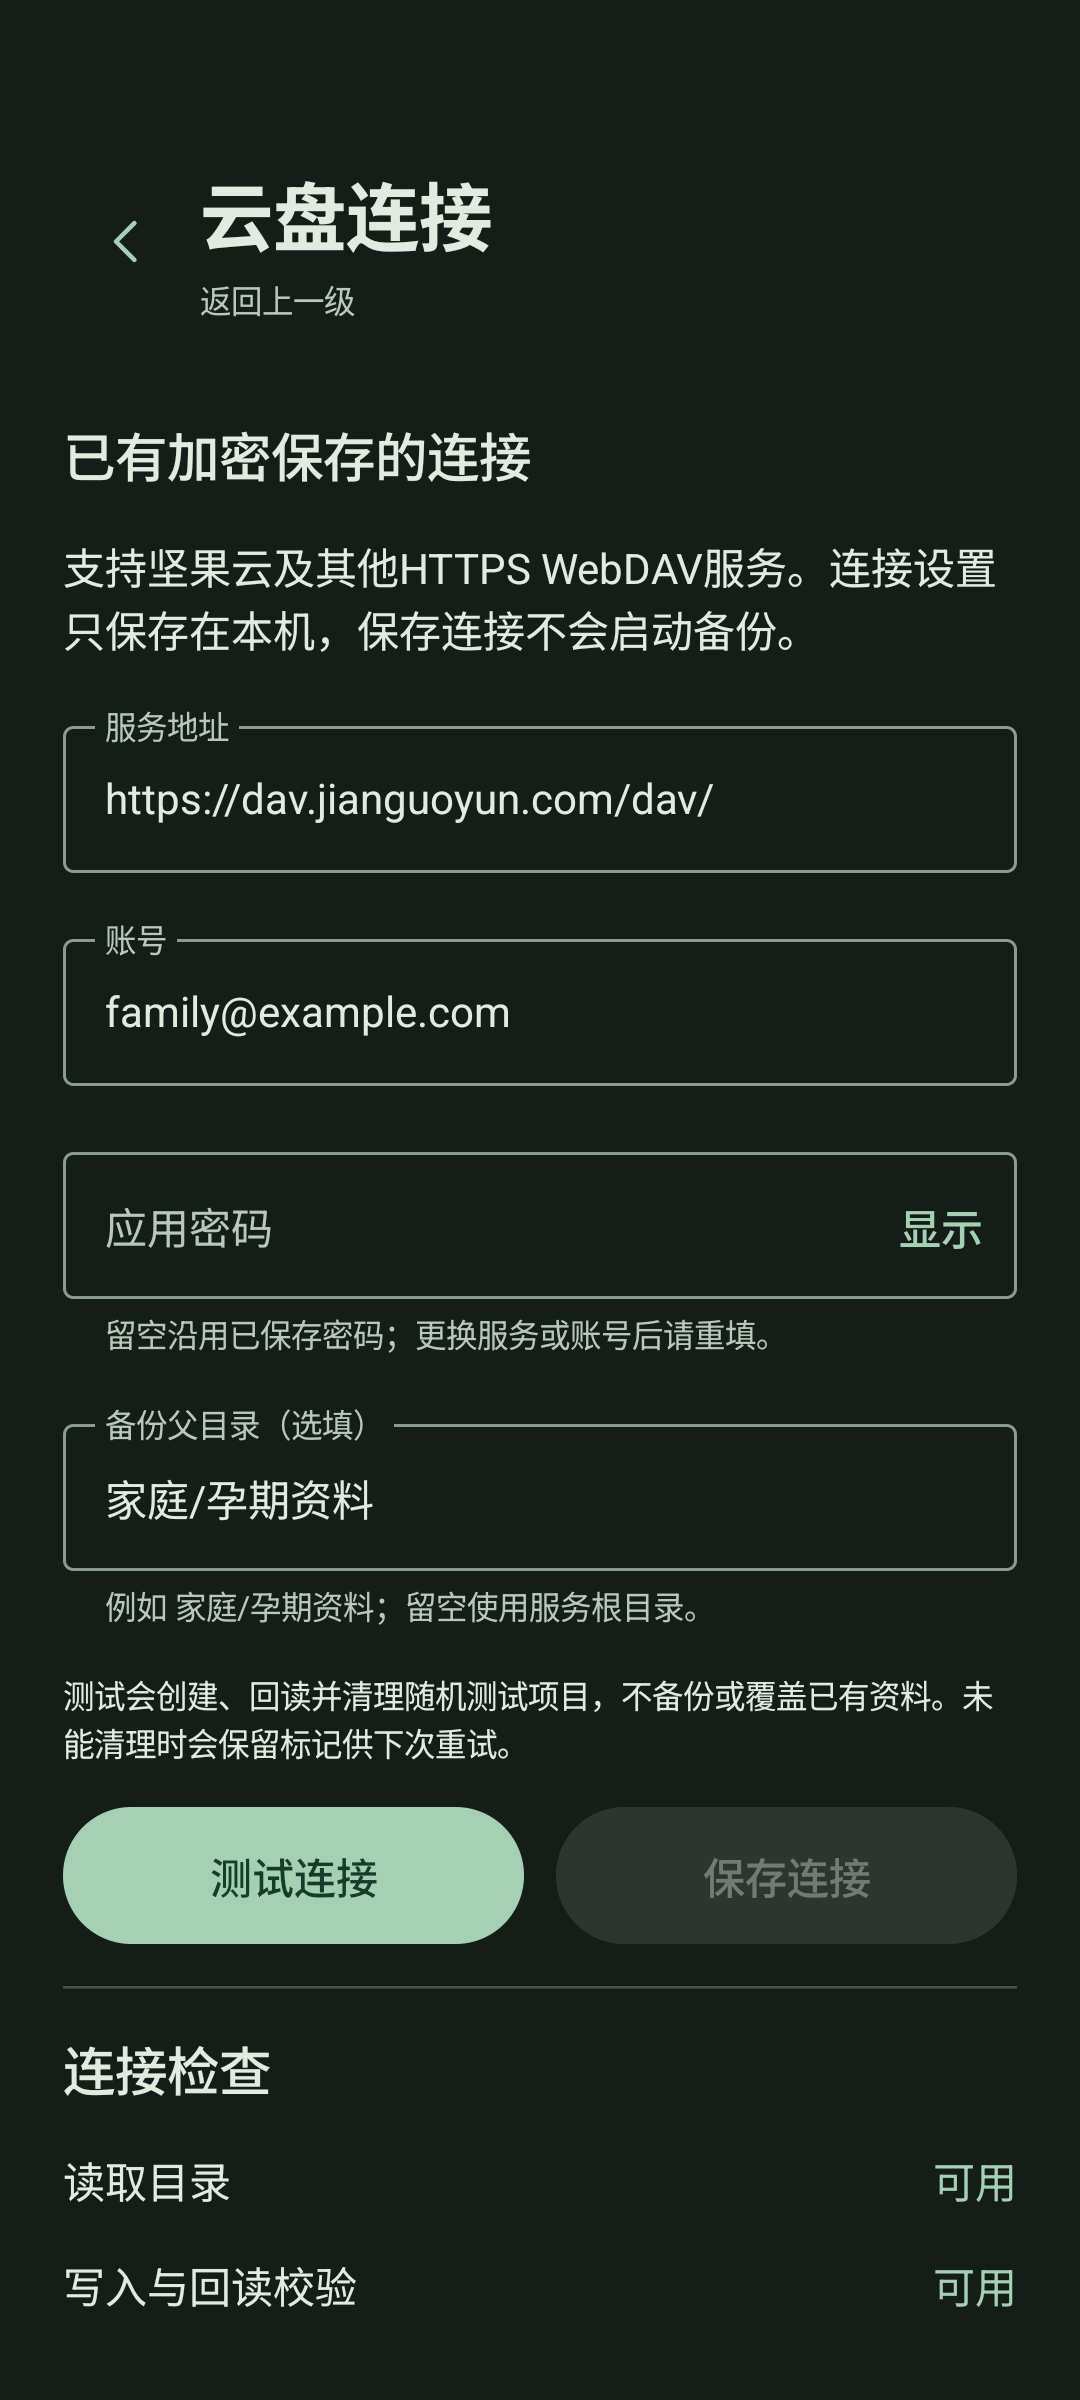 云盘连接
返回上一级
已有加密保存的连接
支持坚果云及其他HTTPS WebDAV服务。连接设置
只保存在本机，保存连接不会启动备份。
服务地址
https://dav.jianguoyun.com/dav/
账号
family@example.com
应用密码 显示
留空沿用已保存密码；更换服务或账号后请重填。
备份父目录（选填）
家庭/孕期资料
例如 家庭/孕期资料；留空使用服务根目录。
测试会创建、回读并清理随机测试项目，不备份或覆盖已有资料。未
能清理时会保留标记供下次重试。
测试连接 保存连接
连接检查
读取目录 可用
写入与回读校验 可用